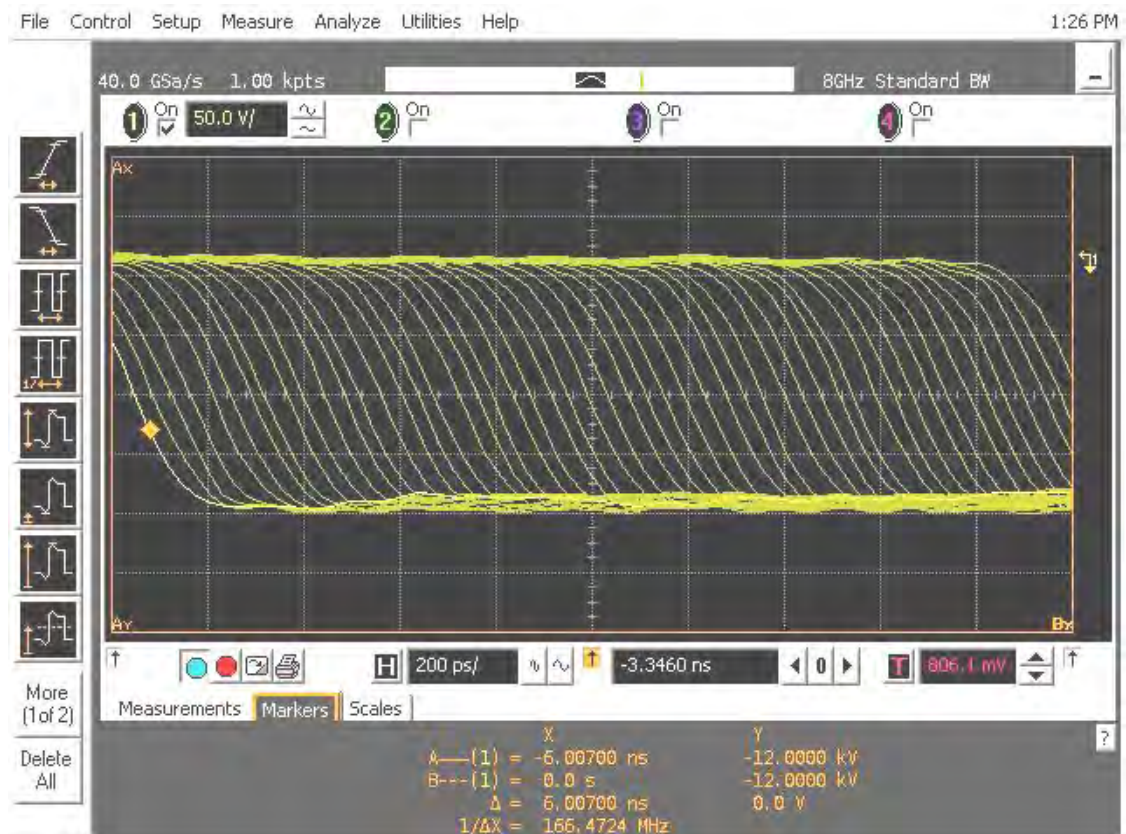 File Control Setup Measure Analyze Utilities Help 1:26 PM
40.0 GSa/s 1.00 kpts 8GHz Standard BW
1 On 50.0 V/ 2 On 3 On 4 On
Ax
1
Ay Bx
H 200 ps/ -3.3460 ns 0 T 806.1 mV
More
(1of 2)
Delete
All
Measurements Markers Scales
?
X Y
A---(1) = -6.00700 ns -12.0000 kV
B---(1) = 0.0 s -12.0000 kV
Δ = 6.00700 ns 0.0 V
1/ΔX = 166.4724 MHz